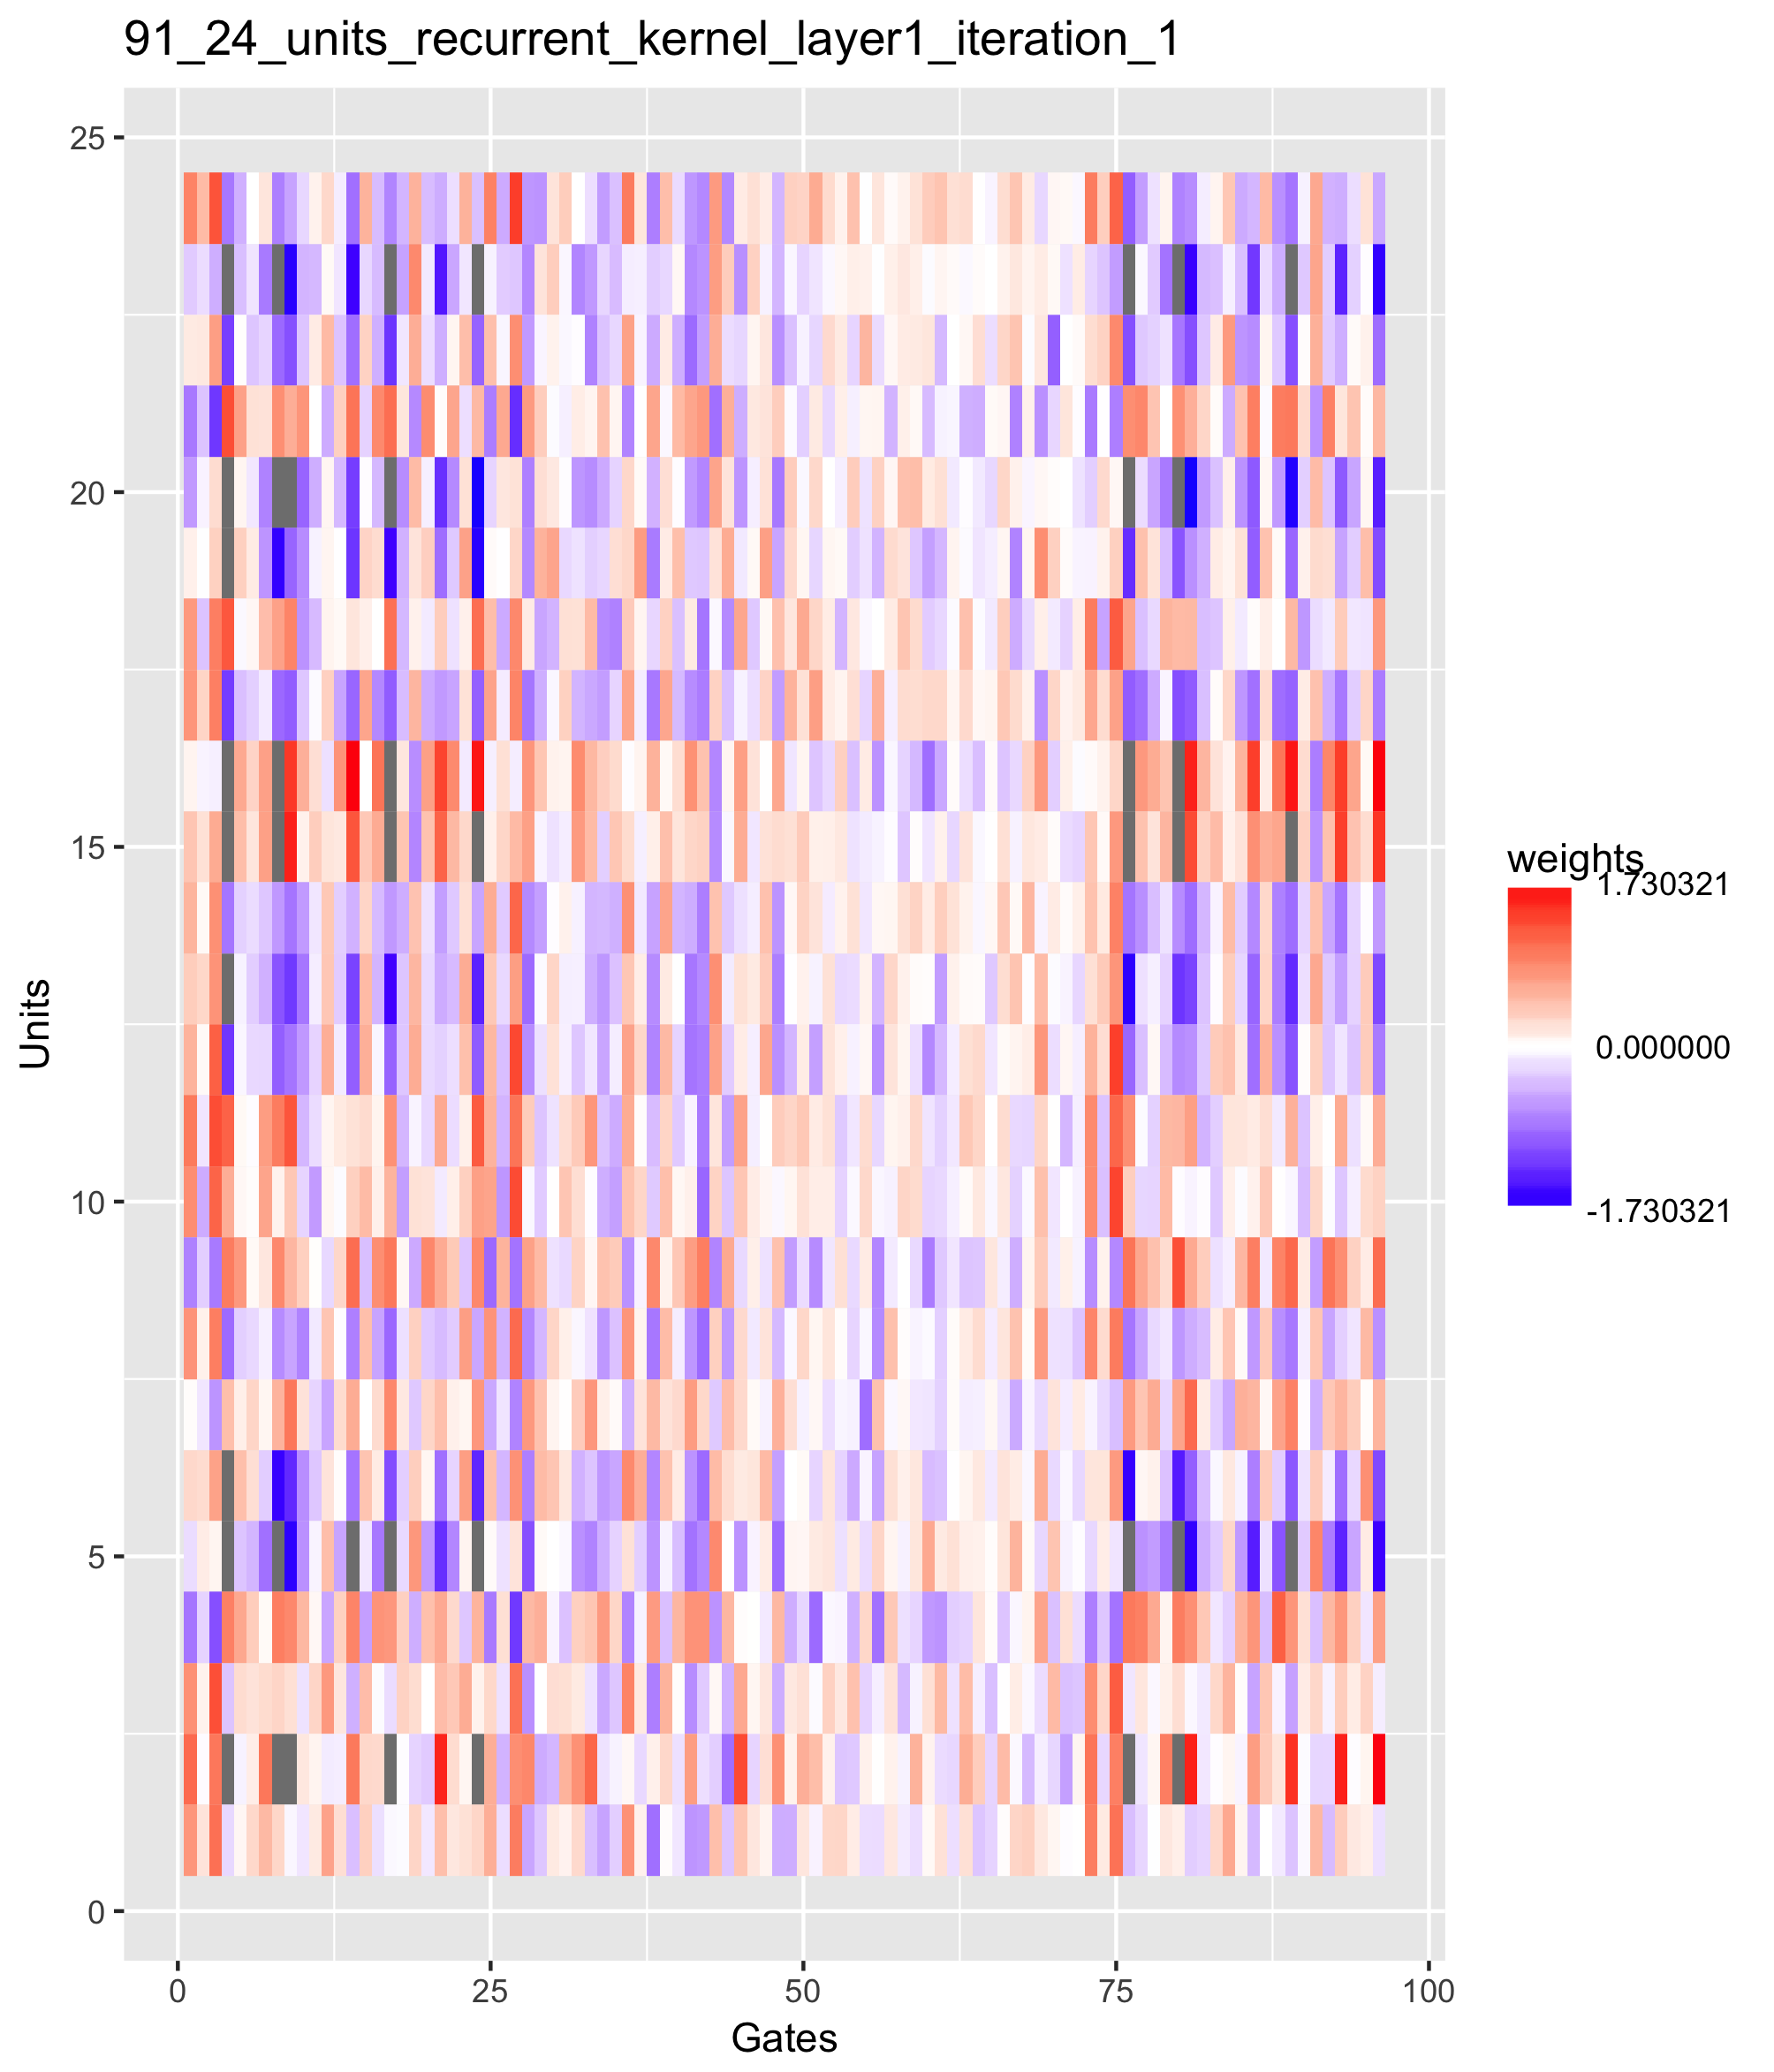 91_24_units_recurrent_kernel_layer1_iteration_1
25
20
15
10
5
0
Units
0 25 50 75 100
Gates
weights
1.730321
0.000000
-1.730321